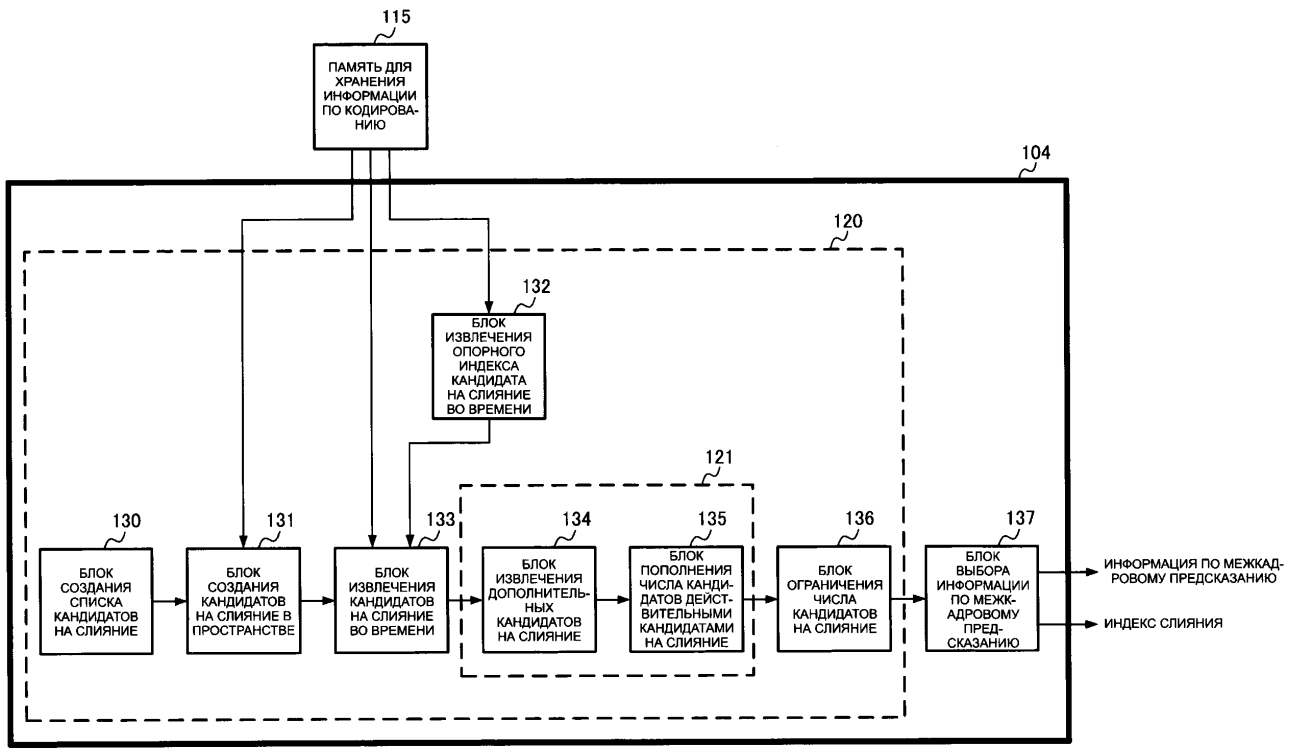 115
ПАМЯТЬ ДЛЯ
ХРАНЕНИЯ
ИНФОРМАЦИИ
ПО КОДИРОВА-
НИЮ
104
120
132
БЛОК
ИЗВЛЕЧЕНИЯ
ОПОРНОГО
ИНДЕКСА
КАНДИДАТА
НА СЛИЯНИЕ
ВО ВРЕМЕНИ
121
130
БЛОК
СОЗДАНИЯ
СПИСКА
КАНДИДАТОВ
НА СЛИЯНИЕ
131
БЛОК
СОЗДАНИЯ
КАНДИДАТОВ
НА СЛИЯНИЕ В
ПРОСТРАНСТВЕ
133
БЛОК
ИЗВЛЕЧЕНИЯ
КАНДИДАТОВ
НА СЛИЯНИЕ
ВО ВРЕМЕНИ
134
БЛОК
ИЗВЛЕЧЕНИЯ
ДОПОЛНИТЕЛЬ-
НЫХ
КАНДИДАТОВ
НА СЛИЯНИЕ
135
БЛОК
ПОПОЛНЕНИЯ
ЧИСЛА КАНДИ-
ДАТОВ ДЕЙСТ-
ВИТЕЛЬНЫМИ
КАНДИДАТАМИ
НА СЛИЯНИЕ
136
БЛОК
ОГРАНИЧЕНИЯ
ЧИСЛА
КАНДИДАТОВ
НА СЛИЯНИЕ
137
БЛОК
ВЫБОРА
ИНФОРМАЦИИ
ПО МЕЖК-
АДРОВОМУ
ПРЕД-
СКАЗАНИЮ
ИНФОРМАЦИЯ ПО МЕЖКАД-
РОВОМУ ПРЕДСКАЗАНИЮ
ИНДЕКС СЛИЯНИЯ